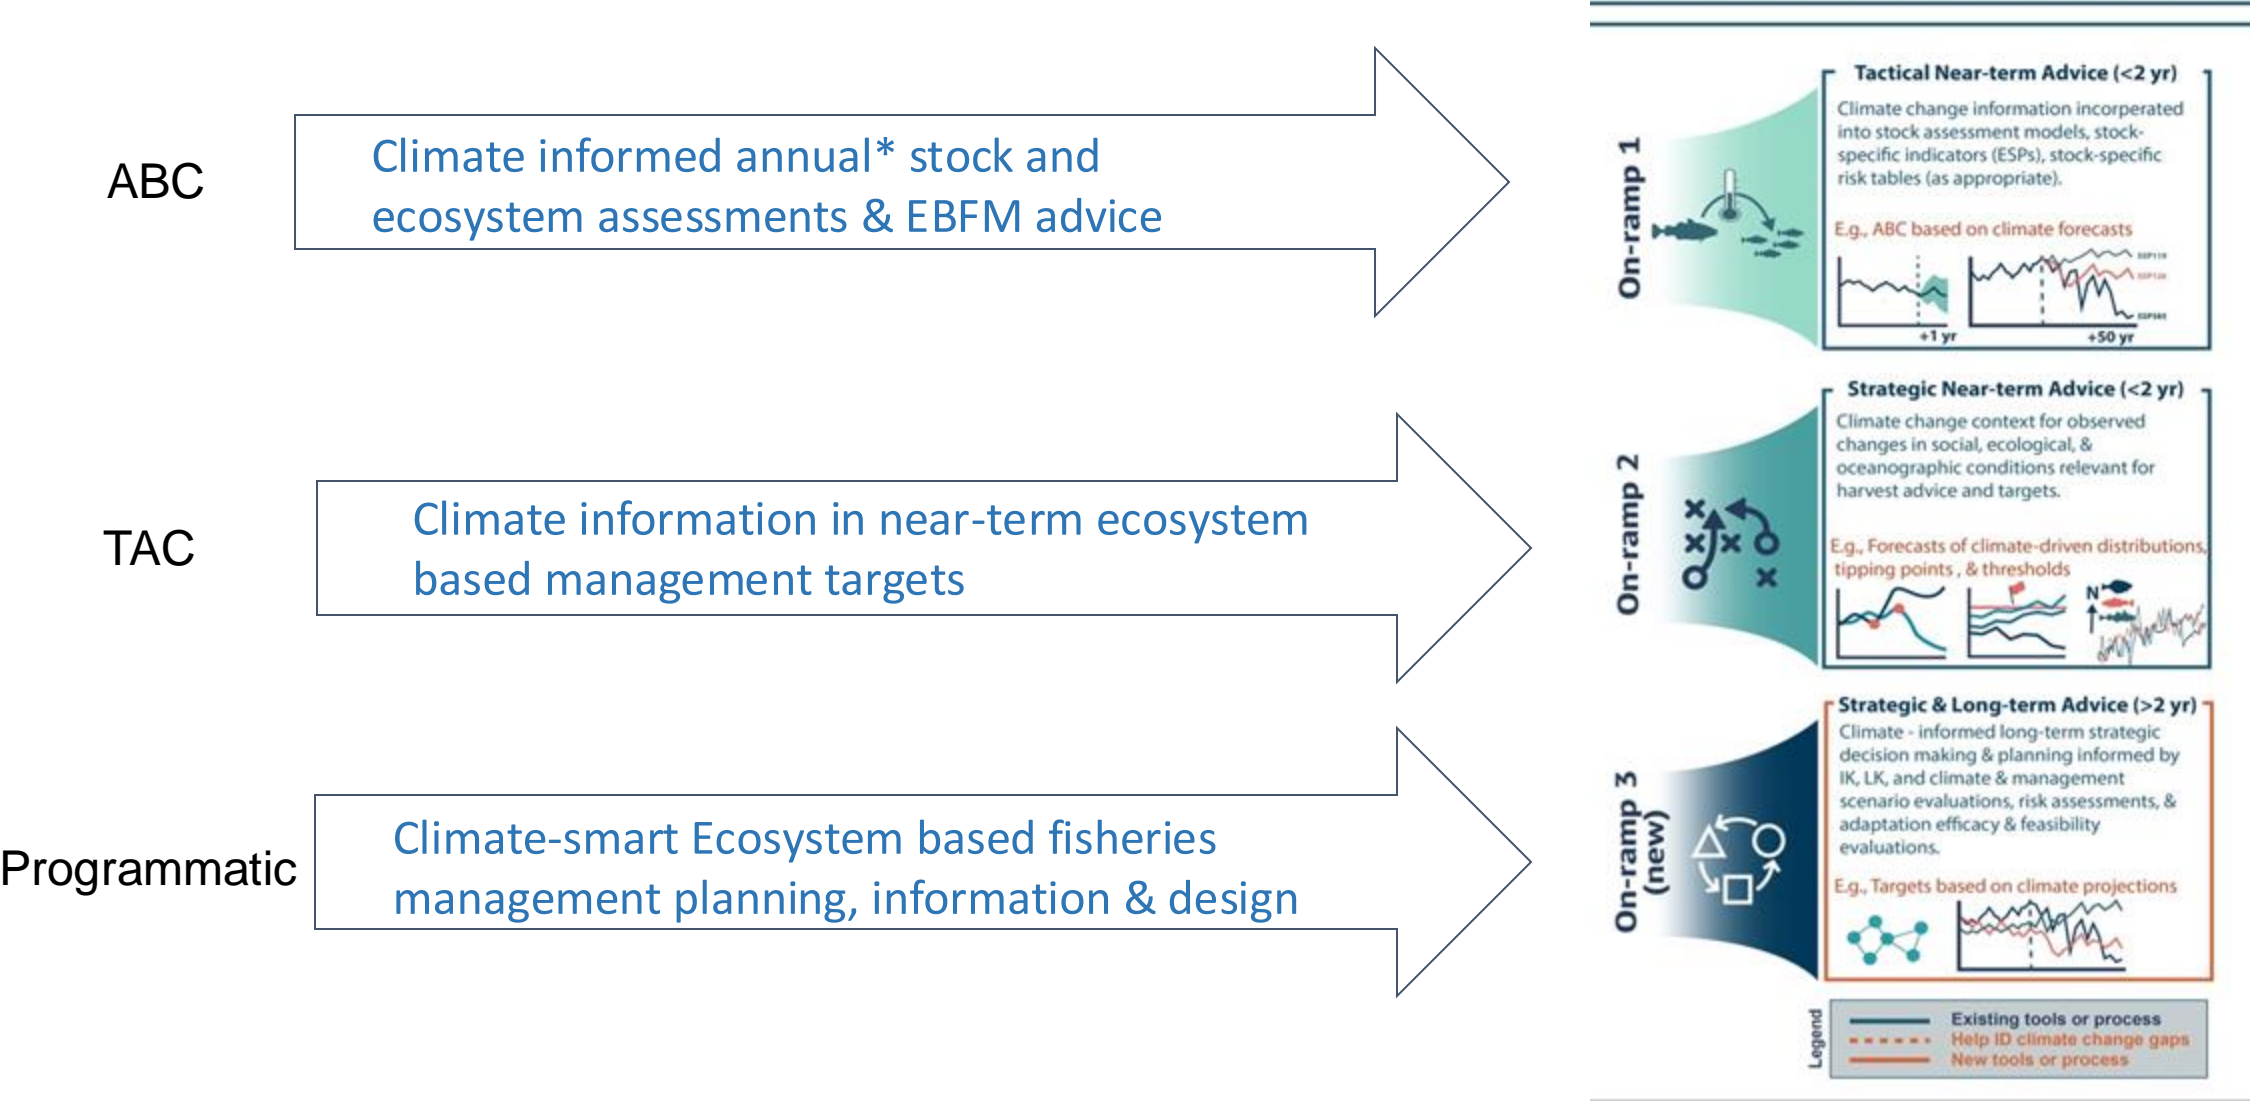 ABC
Climate informed annual* stock and
ecosystem assessments & EBFM advice
On-ramp 1
Tactical Near-term Advice (<2 yr)
Climate change information incorperated
into stock assessment models, stock-
specific indicators (ESPs), stock-specific
risk tables (as appropriate).
E.g., ABC based on climate forecasts
SSP119
SSP126
SSP585
+1 yr
+50 yr
TAC
Climate information in near-term ecosystem
based management targets
On-ramp 2
Strategic Near-term Advice (<2 yr)
Climate change context for observed
changes in social, ecological, &
oceanographic conditions relevant for
harvest advice and targets.
E.g., Forecasts of climate-driven distributions,
tipping points , & thresholds
N
Programmatic
Climate-smart Ecosystem based fisheries
management planning, information & design
On-ramp 3
(new)
Strategic & Long-term Advice (>2 yr)
Climate - informed long-term strategic
decision making & planning informed by
IK, LK, and climate & management
scenario evaluations, risk assessments, &
adaptation efficacy & feasibility
evaluations.
E.g., Targets based on climate projections
Legend
Existing tools or process
Help ID climate change gaps
New tools or process